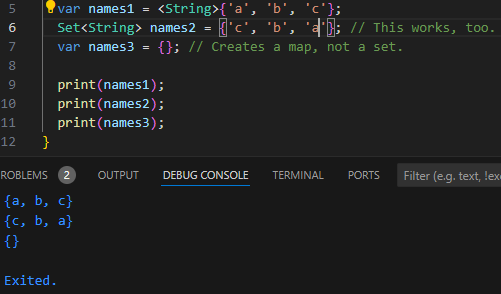 5 var names1 = <String>{'a', 'b', 'c'};
6 Set<String> names2 = {'c', 'b', 'a'}; // This works, too.
7 var names3 = {}; // Creates a map, not a set.
8
9 print(names1);
10 print(names2);
11 print(names3);
12 }
ROBLEMS 2 OUTPUT DEBUG CONSOLE TERMINAL PORTS Filter (e.g. text, !exc
{a, b, c}
{c, b, a}
{}
Exited.